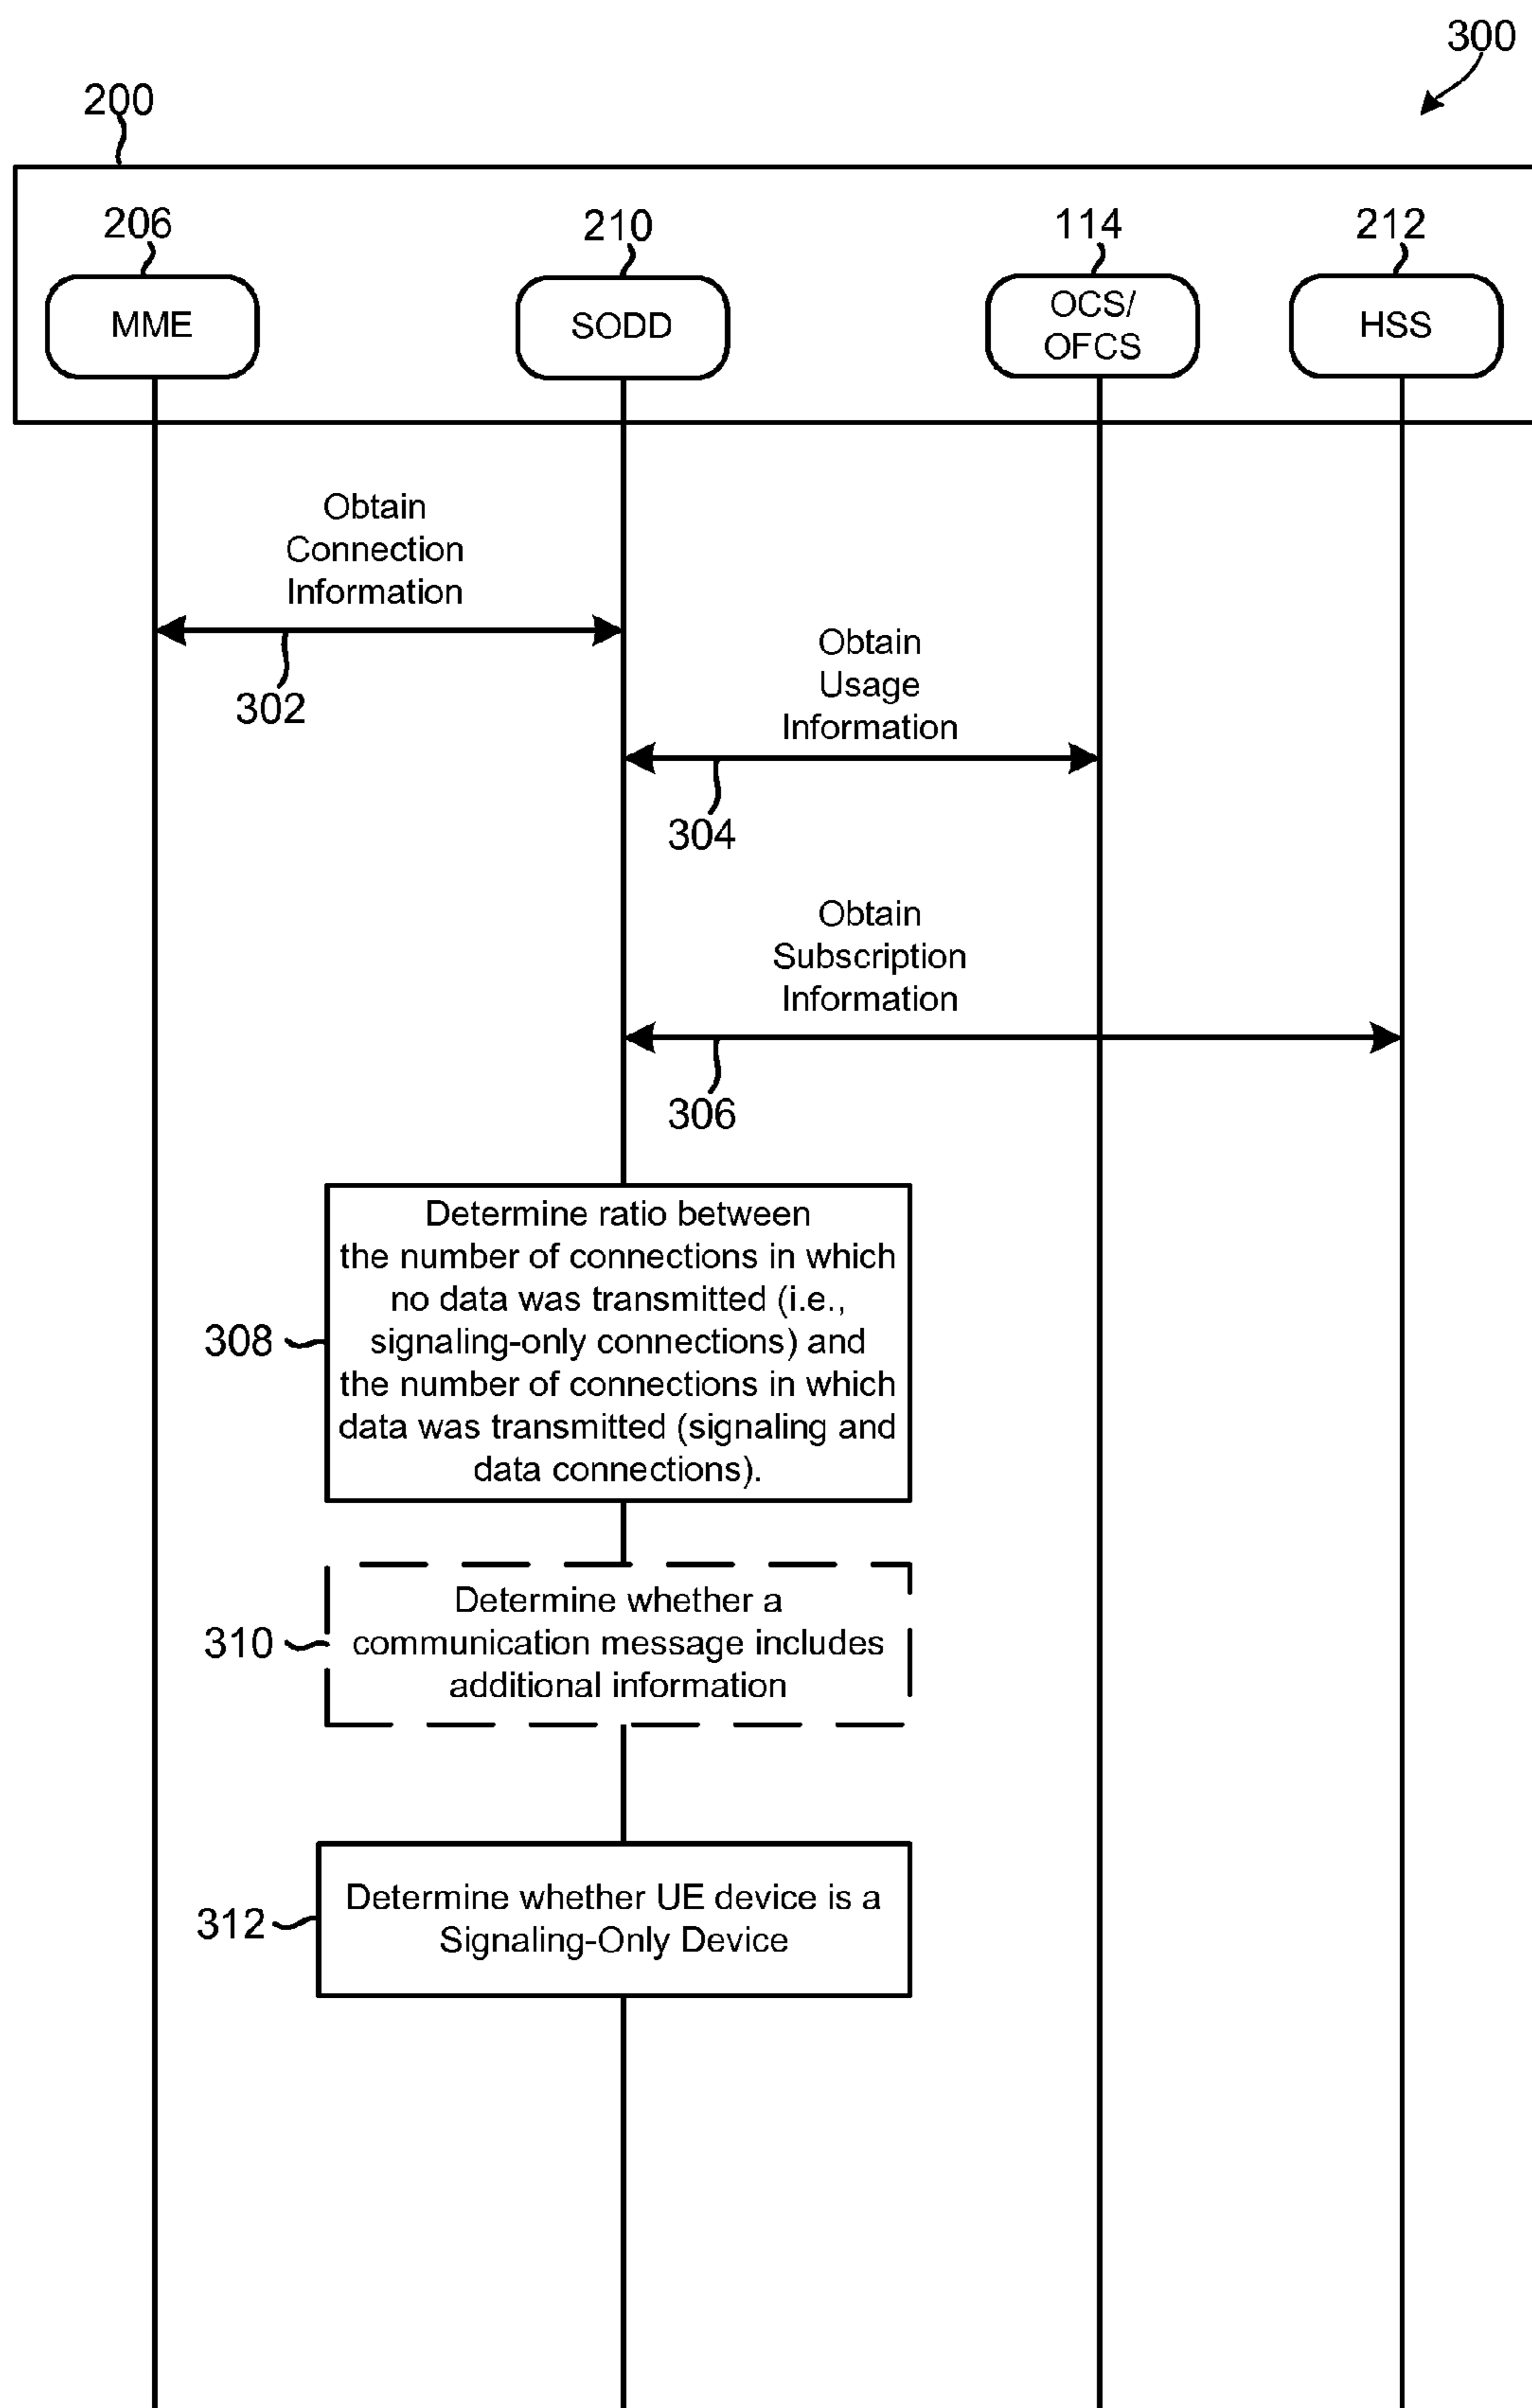 300
200
206
210
114
212
MME
SODD
OCS/
OFCS
HSS
Obtain
Connection
Information
302
Obtain
Usage
Information
304
Obtain
Subscription
Information
306
308
Determine ratio between
the number of connections in which
no data was transmitted (i.e.,
signaling-only connections) and
the number of connections in which
data was transmitted (signaling and
data connections).
310
Determine whether a
communication message includes
additional information
312
Determine whether UE device is a
Signaling-Only Device